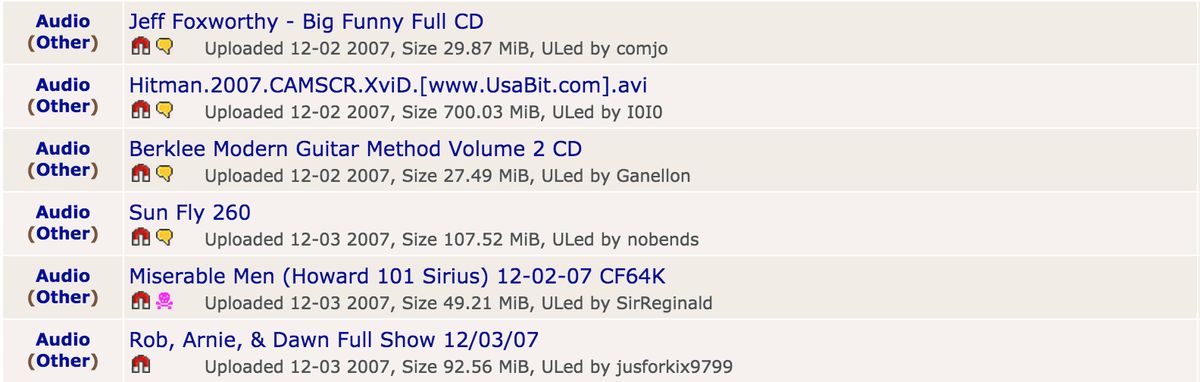 Audio
(Other)
Jeff Foxworthy - Big Funny Full CD
Uploaded 12-02 2007, Size 29.87 MiB, ULed by comjo
Audio
(Other)
Hitman.2007.CAMSCR.XviD.[www.UsaBit.com].avi
Uploaded 12-02 2007, Size 700.03 MiB, ULed by I0I0
Audio
(Other)
Berklee Modern Guitar Method Volume 2 CD
Uploaded 12-02 2007, Size 27.49 MiB, ULed by Ganellon
Audio
(Other)
Sun Fly 260
Uploaded 12-03 2007, Size 107.52 MiB, ULed by nobends
Audio
(Other)
Miserable Men (Howard 101 Sirius) 12-02-07 CF64K
Uploaded 12-03 2007, Size 49.21 MiB, ULed by SirReginald
Audio
(Other)
Rob, Arnie, & Dawn Full Show 12/03/07
Uploaded 12-03 2007, Size 92.56 MiB, ULed by jusforkix9799